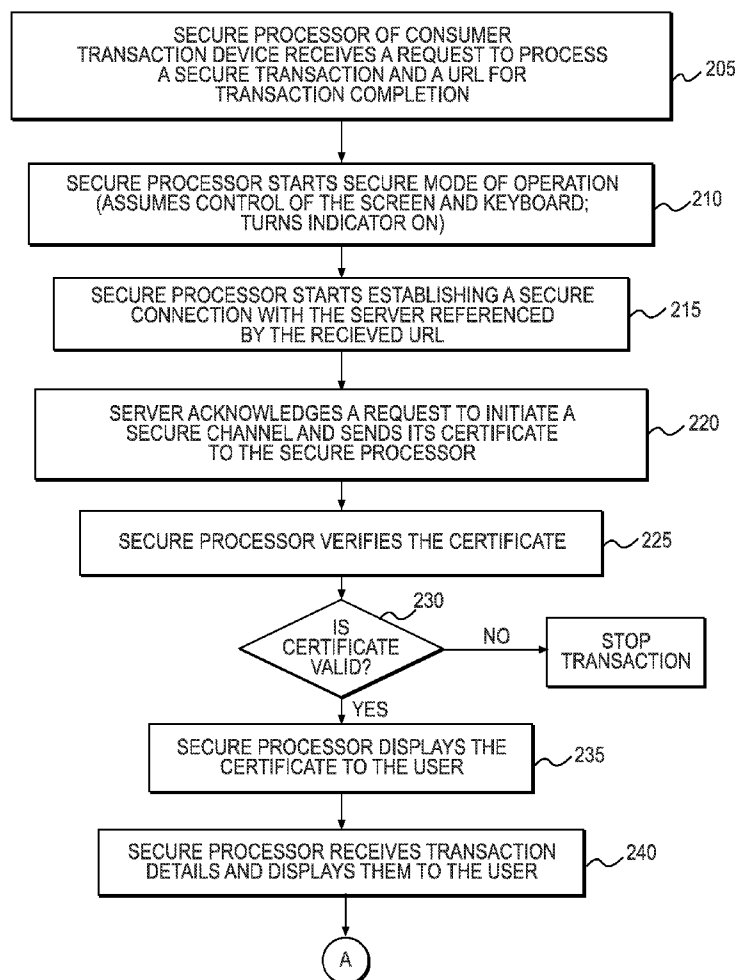 SECURE PROCESSOR OF CONSUMER
TRANSACTION DEVICE RECEIVES A REQUEST TO PROCESS
A SECURE TRANSACTION AND A URL FOR
TRANSACTION COMPLETION
205
SECURE PROCESSOR STARTS SECURE MODE OF OPERATION
(ASSUMES CONTROL OF THE SCREEN AND KEYBOARD;
TURNS INDICATOR ON)
210
SECURE PROCESSOR STARTS ESTABLISHING A SECURE
CONNECTION WITH THE SERVER REFERENCED
BY THE RECIEVED URL
215
SERVER ACKNOWLEDGES A REQUEST TO INITIATE A
SECURE CHANNEL AND SENDS ITS CERTIFICATE
TO THE SECURE PROCESSOR
220
SECURE PROCESSOR VERIFIES THE CERTIFICATE
225
230
IS
CERTIFICATE
VALID?
NO
STOP
TRANSACTION
YES
SECURE PROCESSOR DISPLAYS THE
CERTIFICATE TO THE USER
235
SECURE PROCESSOR RECEIVES TRANSACTION
DETAILS AND DISPLAYS THEM TO THE USER
240
A